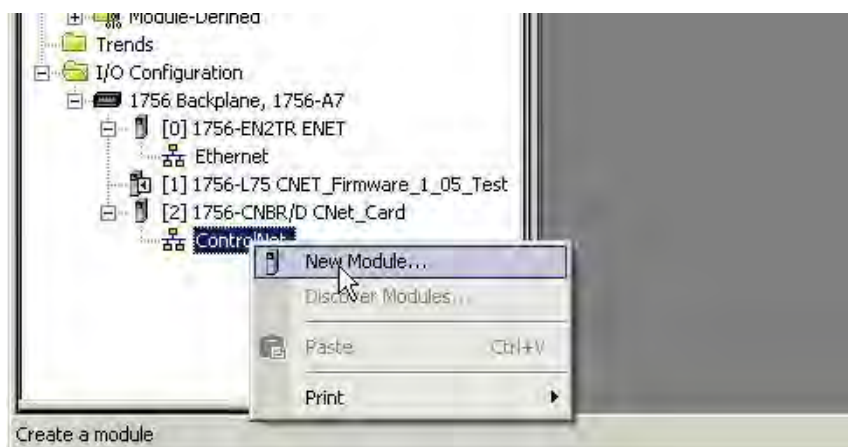 Module-Defined
Trends
I/O Configuration
1756 Backplane, 1756-A7
[0] 1756-EN2TR ENET
Ethernet
[1] 1756-L75 CNET_Firmware_1_05_Test
[2] 1756-CNBR/D CNet_Card
ControlNet
New Module...
Discover Modules...
Paste Ctrl+V
Print
Create a module